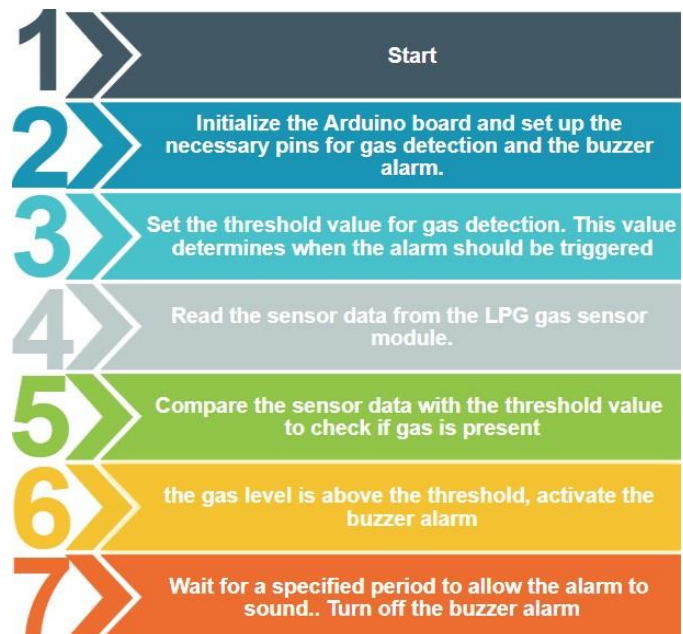 1
Start
2
Initialize the Arduino board and set up the
necessary pins for gas detection and the buzzer
alarm.
3
Set the threshold value for gas detection. This value
determines when the alarm should be triggered
4
Read the sensor data from the LPG gas sensor
module.
5
Compare the sensor data with the threshold value
to check if gas is present
6
the gas level is above the threshold, activate the
buzzer alarm
7
Wait for a specified period to allow the alarm to
sound.. Turn off the buzzer alarm